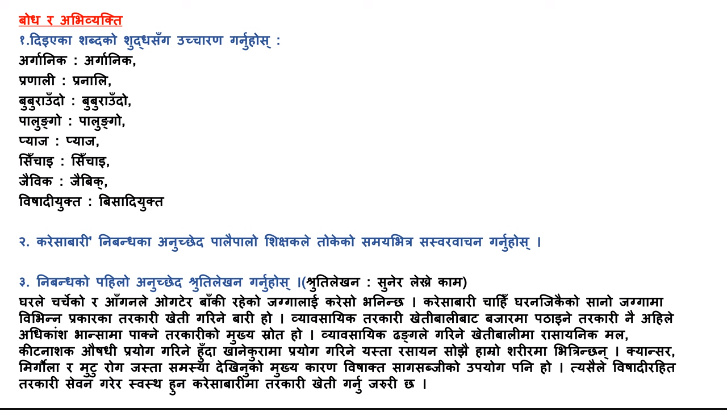 बोध र अभिव्यक्ति
१.दिइएका शब्दको शुद्धसँग उच्चारण गर्नुहोस् :
अर्गानिक : अर्गानिक,
प्रणाली : प्रनालि,
बुबुराउँदो : बुबुराउँदो,
पालुङ्गो : पालुङ्गो,
प्याज : प्याज,
सिँचाइ : सिँचाइ,
जैविक : जैबिक्,
विषादीयुक्त : बिसादियुक्त
२. करेसाबारी' निबन्धका अनुच्छेद पालैपालो शिक्षकले तोकेको समयभित्र सस्वरवाचन गर्नुहोस् ।
३. निबन्धको पहिलो अनुच्छेद श्रुतिलेखन गर्नुहोस् ।(श्रुतिलेखन : सुनेर लेख्ने काम)
घरले चर्चेको र आँगनले ओगटेर बाँकी रहेको जग्गालाई करेसो भनिन्छ । करेसाबारी चाहिँ घरनजिकैको सानो जग्गामा
विभिन्न प्रकारका तरकारी खेती गरिने बारी हो । व्यावसायिक तरकारी खेतीबालीबाट बजारमा पठाइने तरकारी नै अहिले
अधिकांश भान्सामा पाक्ने तरकारीको मुख्य स्रोत हो । व्यावसायिक ढङ्गले गरिने खेतीबालीमा रासायनिक मल,
कीटनाशक औषधी प्रयोग गरिने हुँदा खानेकुरामा प्रयोग गरिने यस्ता रसायन सोझै हाम्रो शरीरमा भित्रिन्छन् । क्यान्सर,
मिर्गौला र मुटु रोग जस्ता समस्या देखिनुको मुख्य कारण विषाक्त सागसब्जीको उपयोग पनि हो । त्यसैले विषादीरहित
तरकारी सेवन गरेर स्वस्थ हुन करेसाबारीमा तरकारी खेती गर्नु जरुरी छ ।